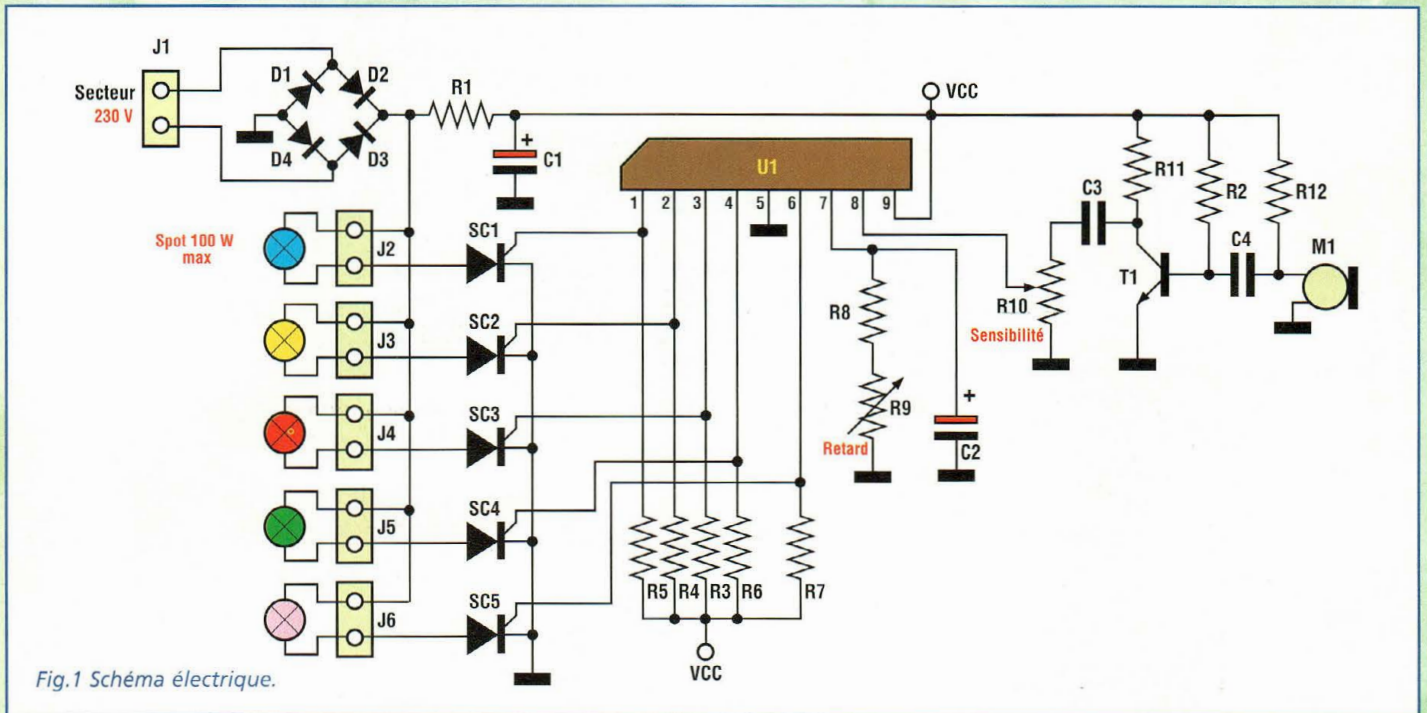 J1
Secteur
230 V
D1
D2
D4
D3
R1
+
C1
VCC
U1
1 2 3 4 5 6 7 8 9
R11
R2
R12
C3
C4
M1
T1
R10
Sensibilité
R8
R9
Retard
+
C2
Spot 100 W
max
J2
SC1
J3
SC2
J4
SC3
J5
SC4
J6
SC5
R5 R4 R3 R6 R7
VCC
Fig.1 Schéma électrique.